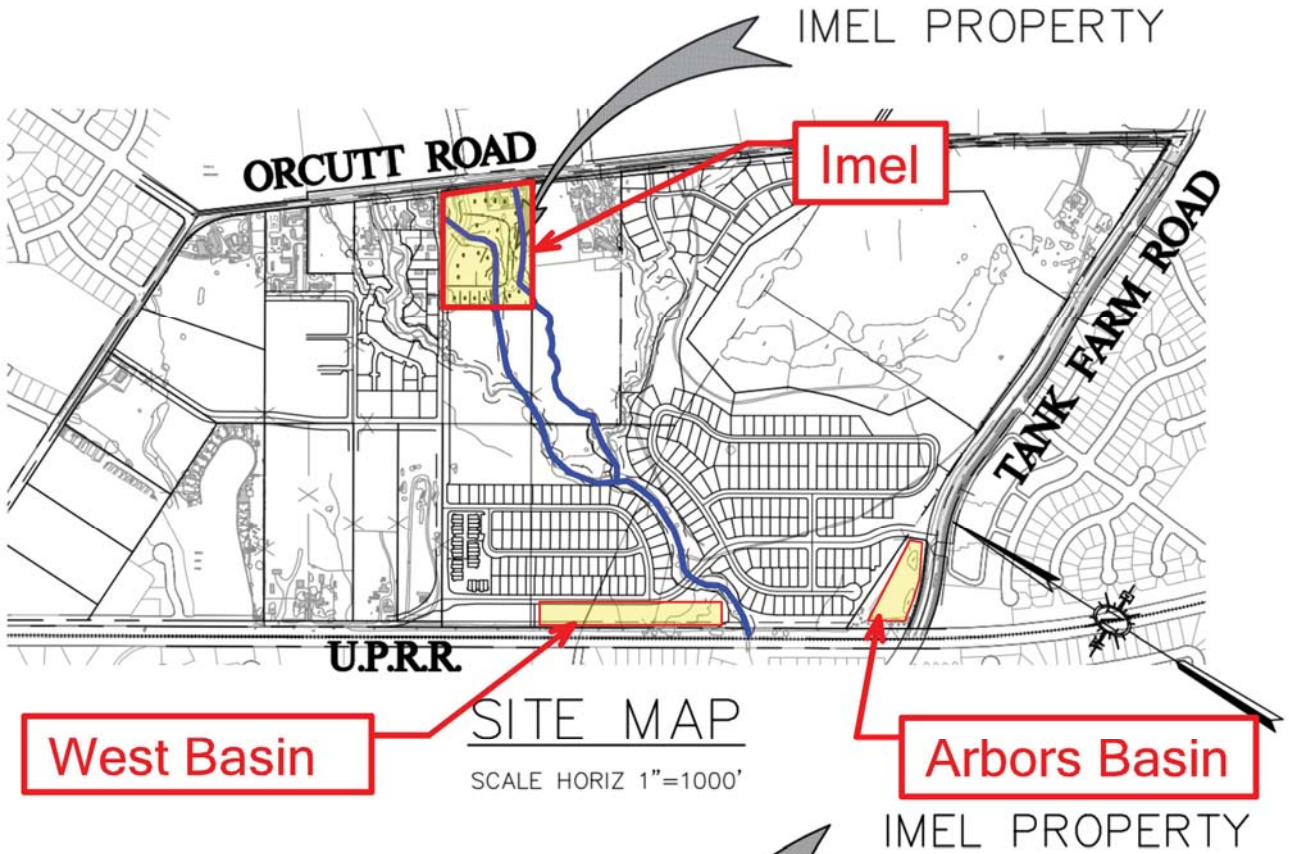 IMEL PROPERTY
ORCUTT ROAD
Imel
TANK FARM ROAD
U.P.R.R.
West Basin
SITE MAP
SCALE HORIZ 1"=1000'
Arbors Basin
IMEL PROPERTY